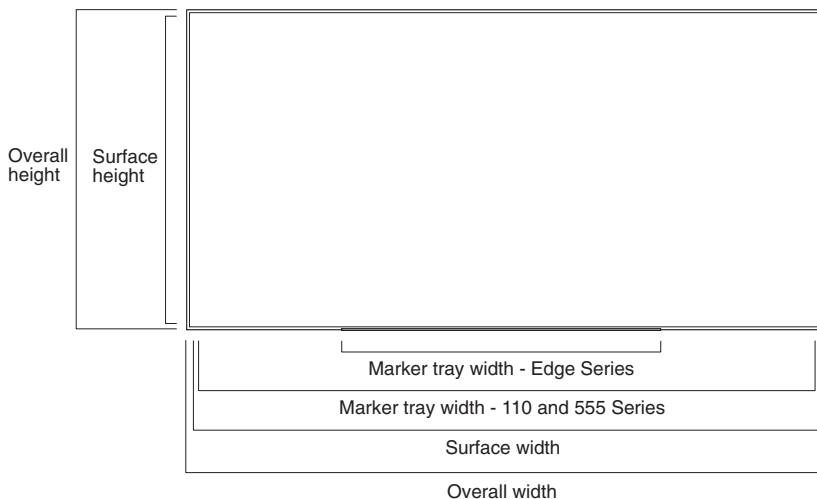 Overall
height
Surface
height
Marker tray width - Edge Series
Marker tray width - 110 and 555 Series
Surface width
Overall width